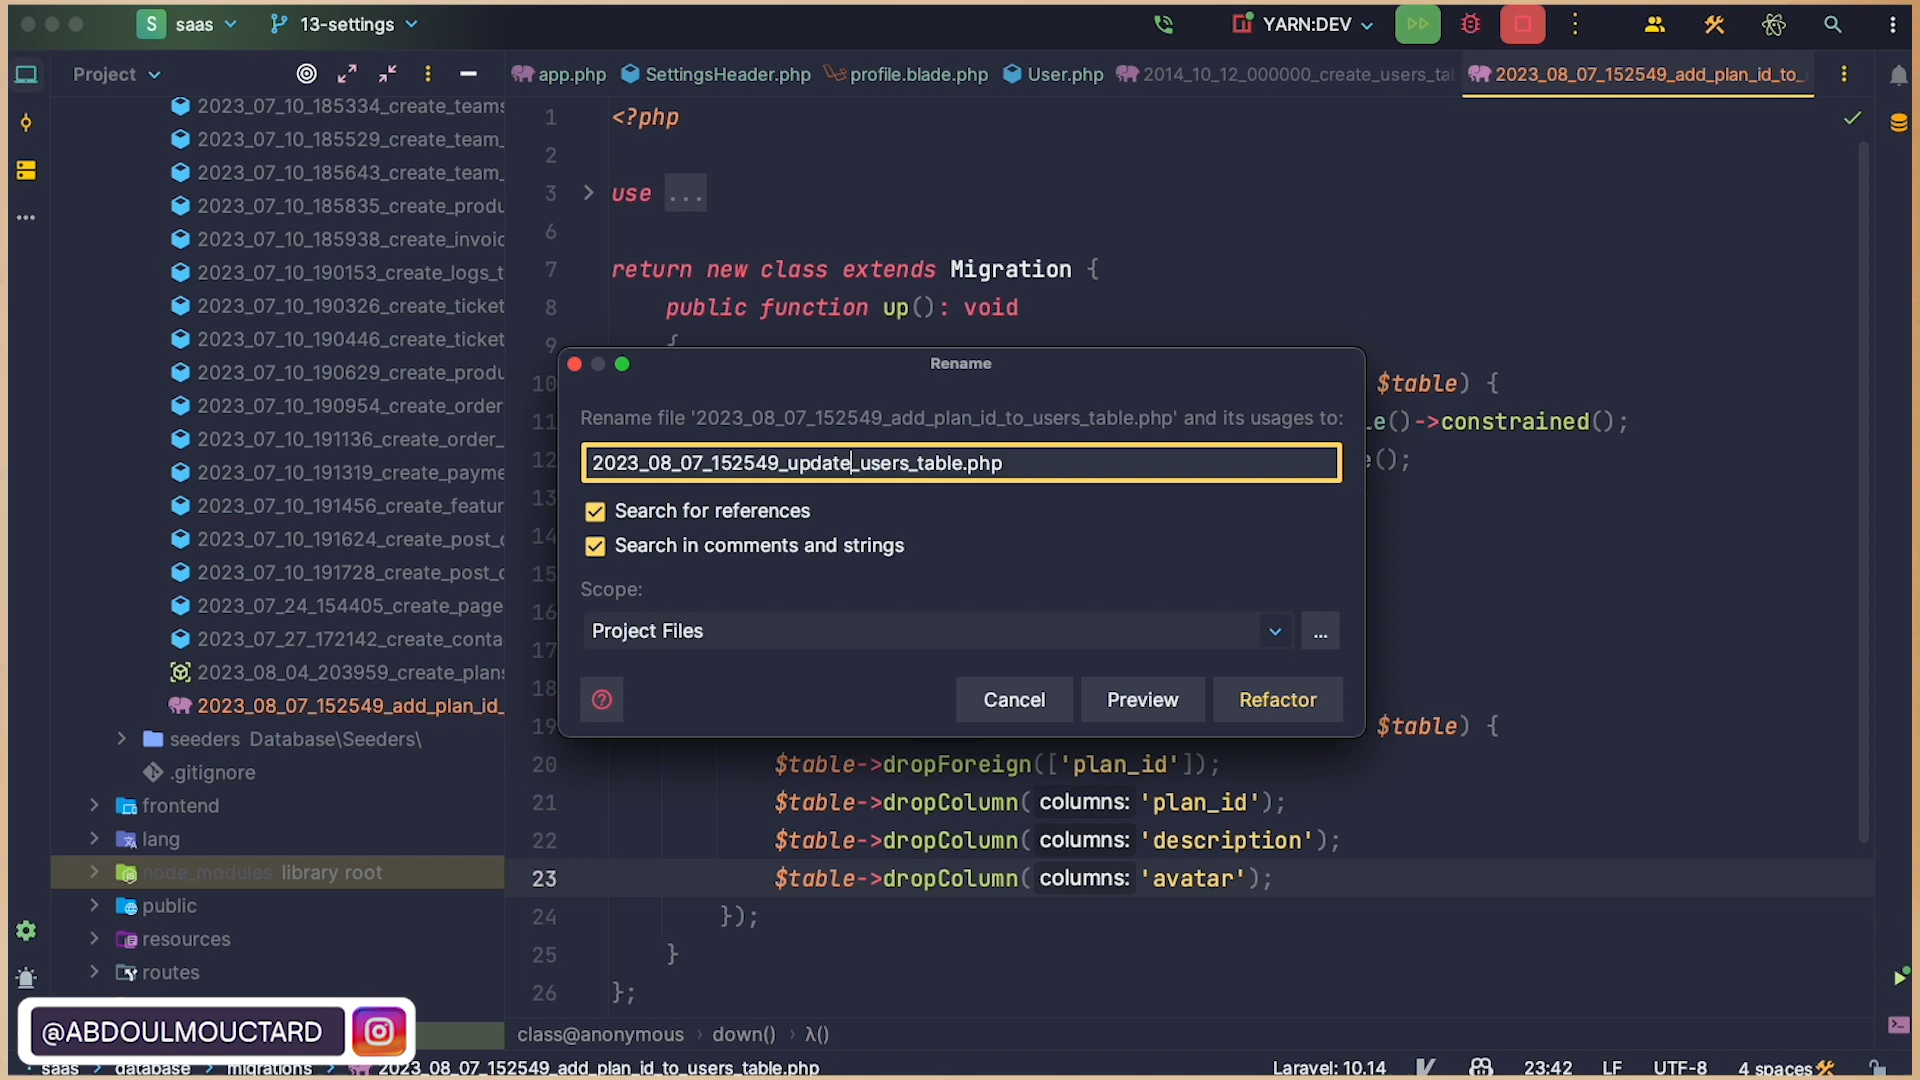 S saas 13-settings YARN:DEV
Project app.php SettingsHeader.php profile.blade.php User.php 2014_10_12_000000_create_users_ta 2023_08_07_152549_add_plan_id_to_
2023_07_10_185334_create_teams
2023_07_10_185529_create_team_
2023_07_10_185643_create_team_
2023_07_10_185835_create_produ
2023_07_10_185938_create_invoic
2023_07_10_190153_create_logs_t
2023_07_10_190326_create_ticket
2023_07_10_190446_create_ticket
2023_07_10_190629_create_produ
2023_07_10_190954_create_order
2023_07_10_191136_create_order_
2023_07_10_191319_create_payme
2023_07_10_191456_create_featur
2023_07_10_191624_create_post_c
2023_07_10_191728_create_post_c
2023_07_24_154405_create_page
2023_07_27_172142_create_conta
2023_08_04_203959_create_plans
2023_08_07_152549_add_plan_id_
seeders Database\Seeders\
.gitignore
frontend
lang
node_modules library root
public
resources
routes
@ABDOULMOUCTARD
1 <?php
2
3 use ...
6
7 return new class extends Migration {
8 public function up(): void
9 {
10 $table) {
11 le()->constrained();
12 e();
13
14
15
16
17
18
19 $table) {
20 $table->dropForeign(['plan_id']);
21 $table->dropColumn( columns: 'plan_id');
22 $table->dropColumn( columns: 'description');
23 $table->dropColumn( columns: 'avatar');
24 });
25 }
26 };
Rename
Rename file '2023_08_07_152549_add_plan_id_to_users_table.php' and its usages to:
2023_08_07_152549_update_users_table.php
Search for references
Search in comments and strings
Scope:
Project Files ...
? Cancel Preview Refactor
class@anonymous › down() › λ()
saas › database › migrations › 2023_08_07_152549_add_plan_id_to_users_table.php Laravel: 10.14 23:42 LF UTF-8 4 spaces